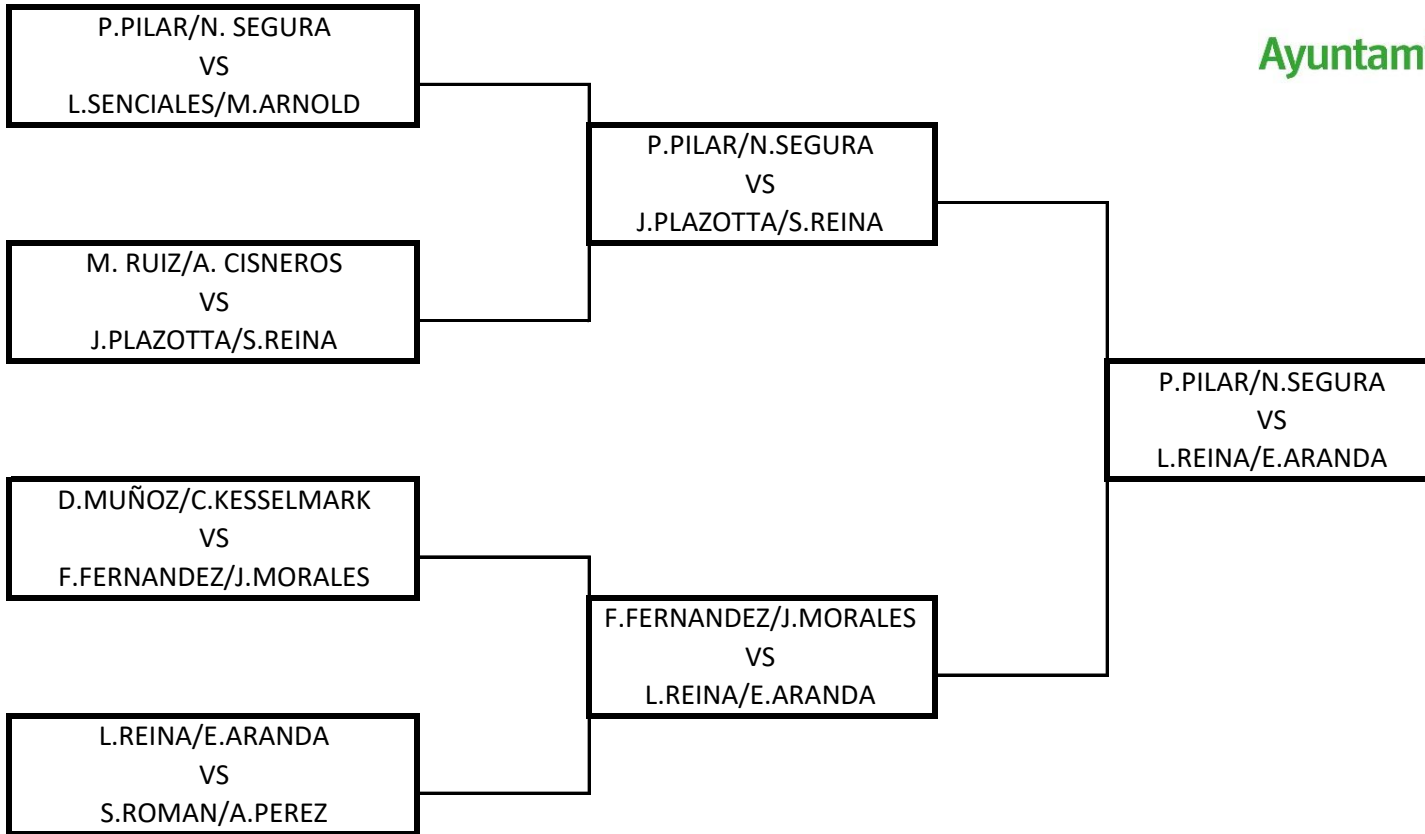 P.PILAR/N. SEGURA
VS
L.SENCIALES/M.ARNOLD
M. RUIZ/A. CISNEROS
VS
J.PLAZOTTA/S.REINA
D.MUÑOZ/C.KESSELMARK
VS
F.FERNANDEZ/J.MORALES
L.REINA/E.ARANDA
VS
S.ROMAN/A.PEREZ
P.PILAR/N.SEGURA
VS
J.PLAZOTTA/S.REINA
F.FERNANDEZ/J.MORALES
VS
L.REINA/E.ARANDA
Ayuntam
P.PILAR/N.SEGURA
VS
L.REINA/E.ARANDA